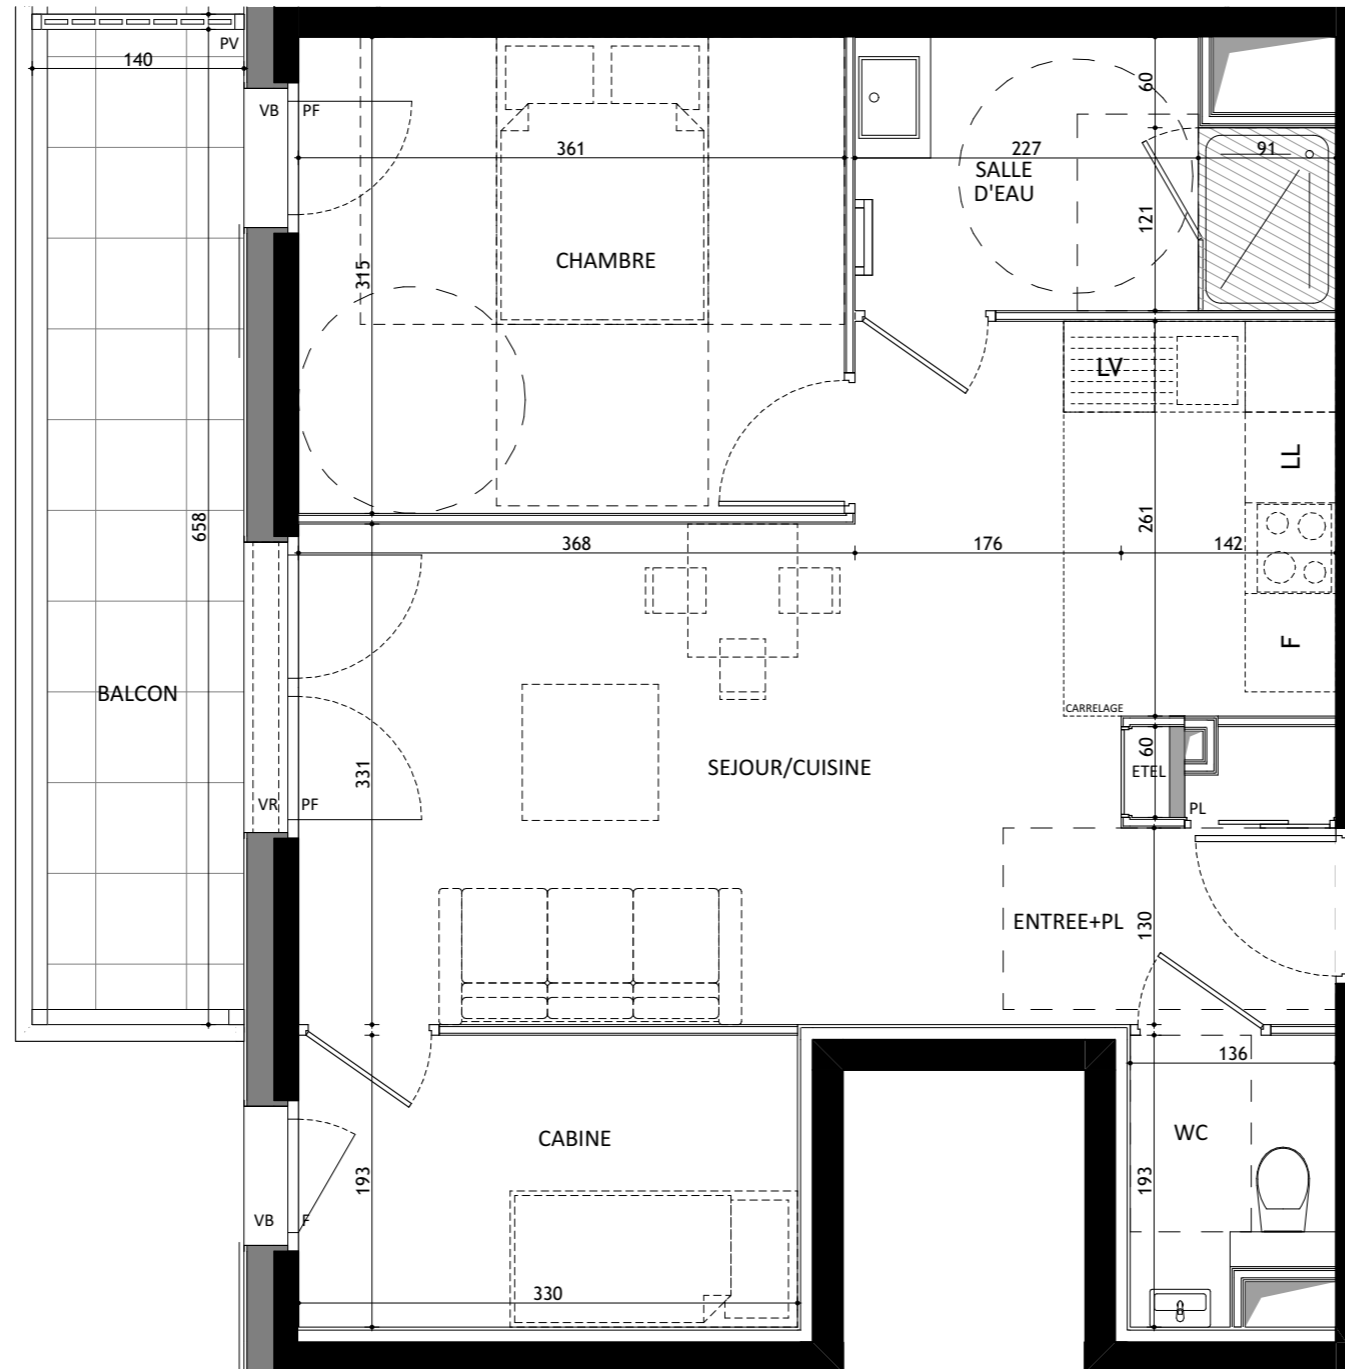 PV
140
60
VB
PF
361
227
91
SALLE
D'EAU
121
CHAMBRE
315
LV
LL
658
261
368
176
142
F
BALCON
CARRELAGE
60
331
SEJOUR/CUISINE
ETEL
VR
PF
PL
ENTREE+PL
130
136
CABINE
WC
193
193
VB
F
330